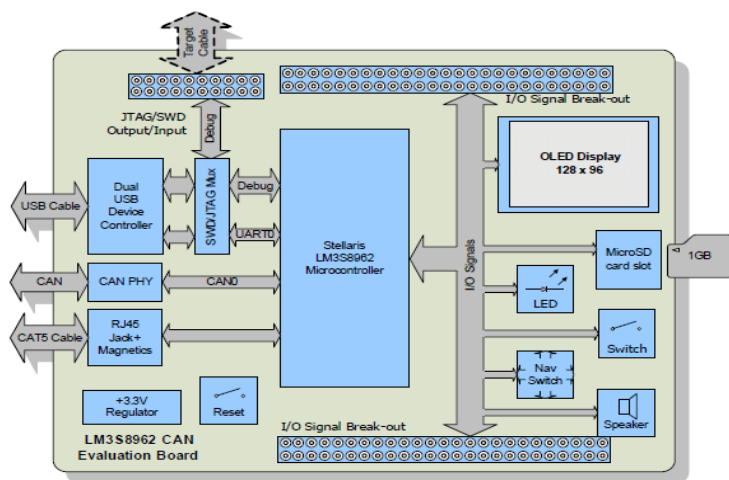 Target
Cable
I/O Signal Break-out
JTAG/SWD
Output/Input
Debug
OLED Display
128 x 96
Dual
USB
Device
Controller
USB Cable
SWD/JTAG Mux
Debug
UART0
Stellaris
LM3S8962
Microcontroller
I/O Signals
MicroSD
card slot
1GB
CAN
CAN PHY
CAN0
LED
CAT5 Cable
RJ45
Jack+
Magnetics
Switch
Nav
Switch
+3.3V
Regulator
Reset
Speaker
I/O Signal Break-out
LM3S8962 CAN
Evaluation Board